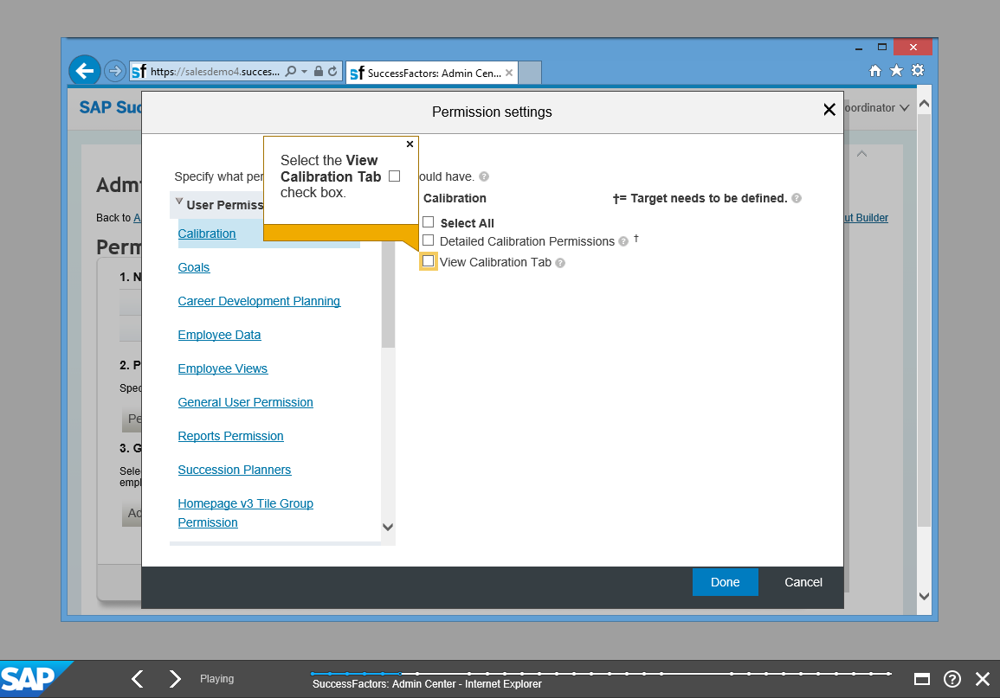 https://salesdemo4.succes...
SuccessFactors: Admin Cen...
SAP Suc
oordinator
Permission settings
Select the View
Calibration Tab
check box.
Specify what per
ould have.
Adm
User Permiss
Calibration
†= Target needs to be defined.
Back to A
ut Builder
Select All
Calibration
Detailed Calibration Permissions †
Perm
View Calibration Tab
Goals
1. N
Career Development Planning
Employee Data
2. P
Employee Views
Spec
General User Permission
Pe
Reports Permission
3. G
Succession Planners
Sele
empl
Homepage v3 Tile Group
Permission
Ad
Done
Cancel
SAP
Playing
SuccessFactors: Admin Center - Internet Explorer